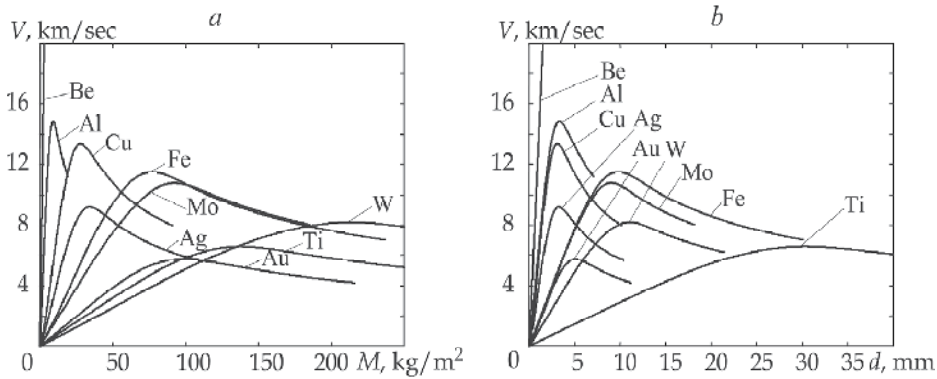 a
V, km/sec
16
12
8
4
0
Be
Al
Cu
Fe
Mo
Ag
W
Ti
Au
0 50 100 150 200 M, kg/m²
b
V, km/sec
16
12
8
4
0
Be
Al
Ag
Cu
Au W
Mo
Fe
Ti
0 5 10 15 20 25 30 35 d, mm